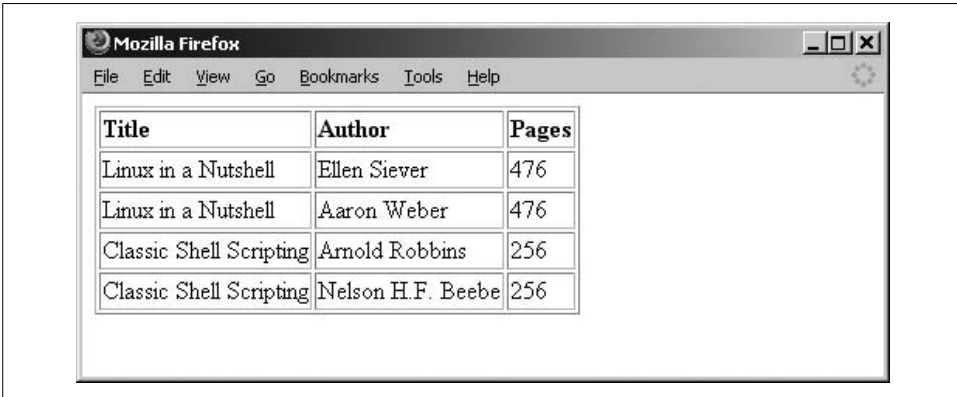 Mozilla Firefox
File Edit View Go Bookmarks Tools Help
Title Author Pages
Linux in a Nutshell Ellen Siever 476
Linux in a Nutshell Aaron Weber 476
Classic Shell Scripting Arnold Robbins 256
Classic Shell Scripting Nelson H.F. Beebe 256